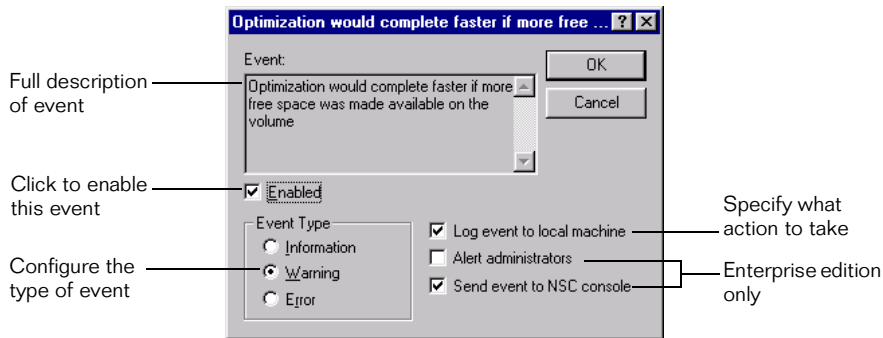 Optimization would complete faster if more free ...
Event:
OK
Full description
of event
Optimization would complete faster if more
free space was made available on the
volume
Cancel
Click to enable
this event
Enabled
Event Type
Information
Warning
Error
Configure the
type of event
Log event to local machine
Alert administrators
Send event to NSC console
Specify what
action to take
Enterprise edition
only